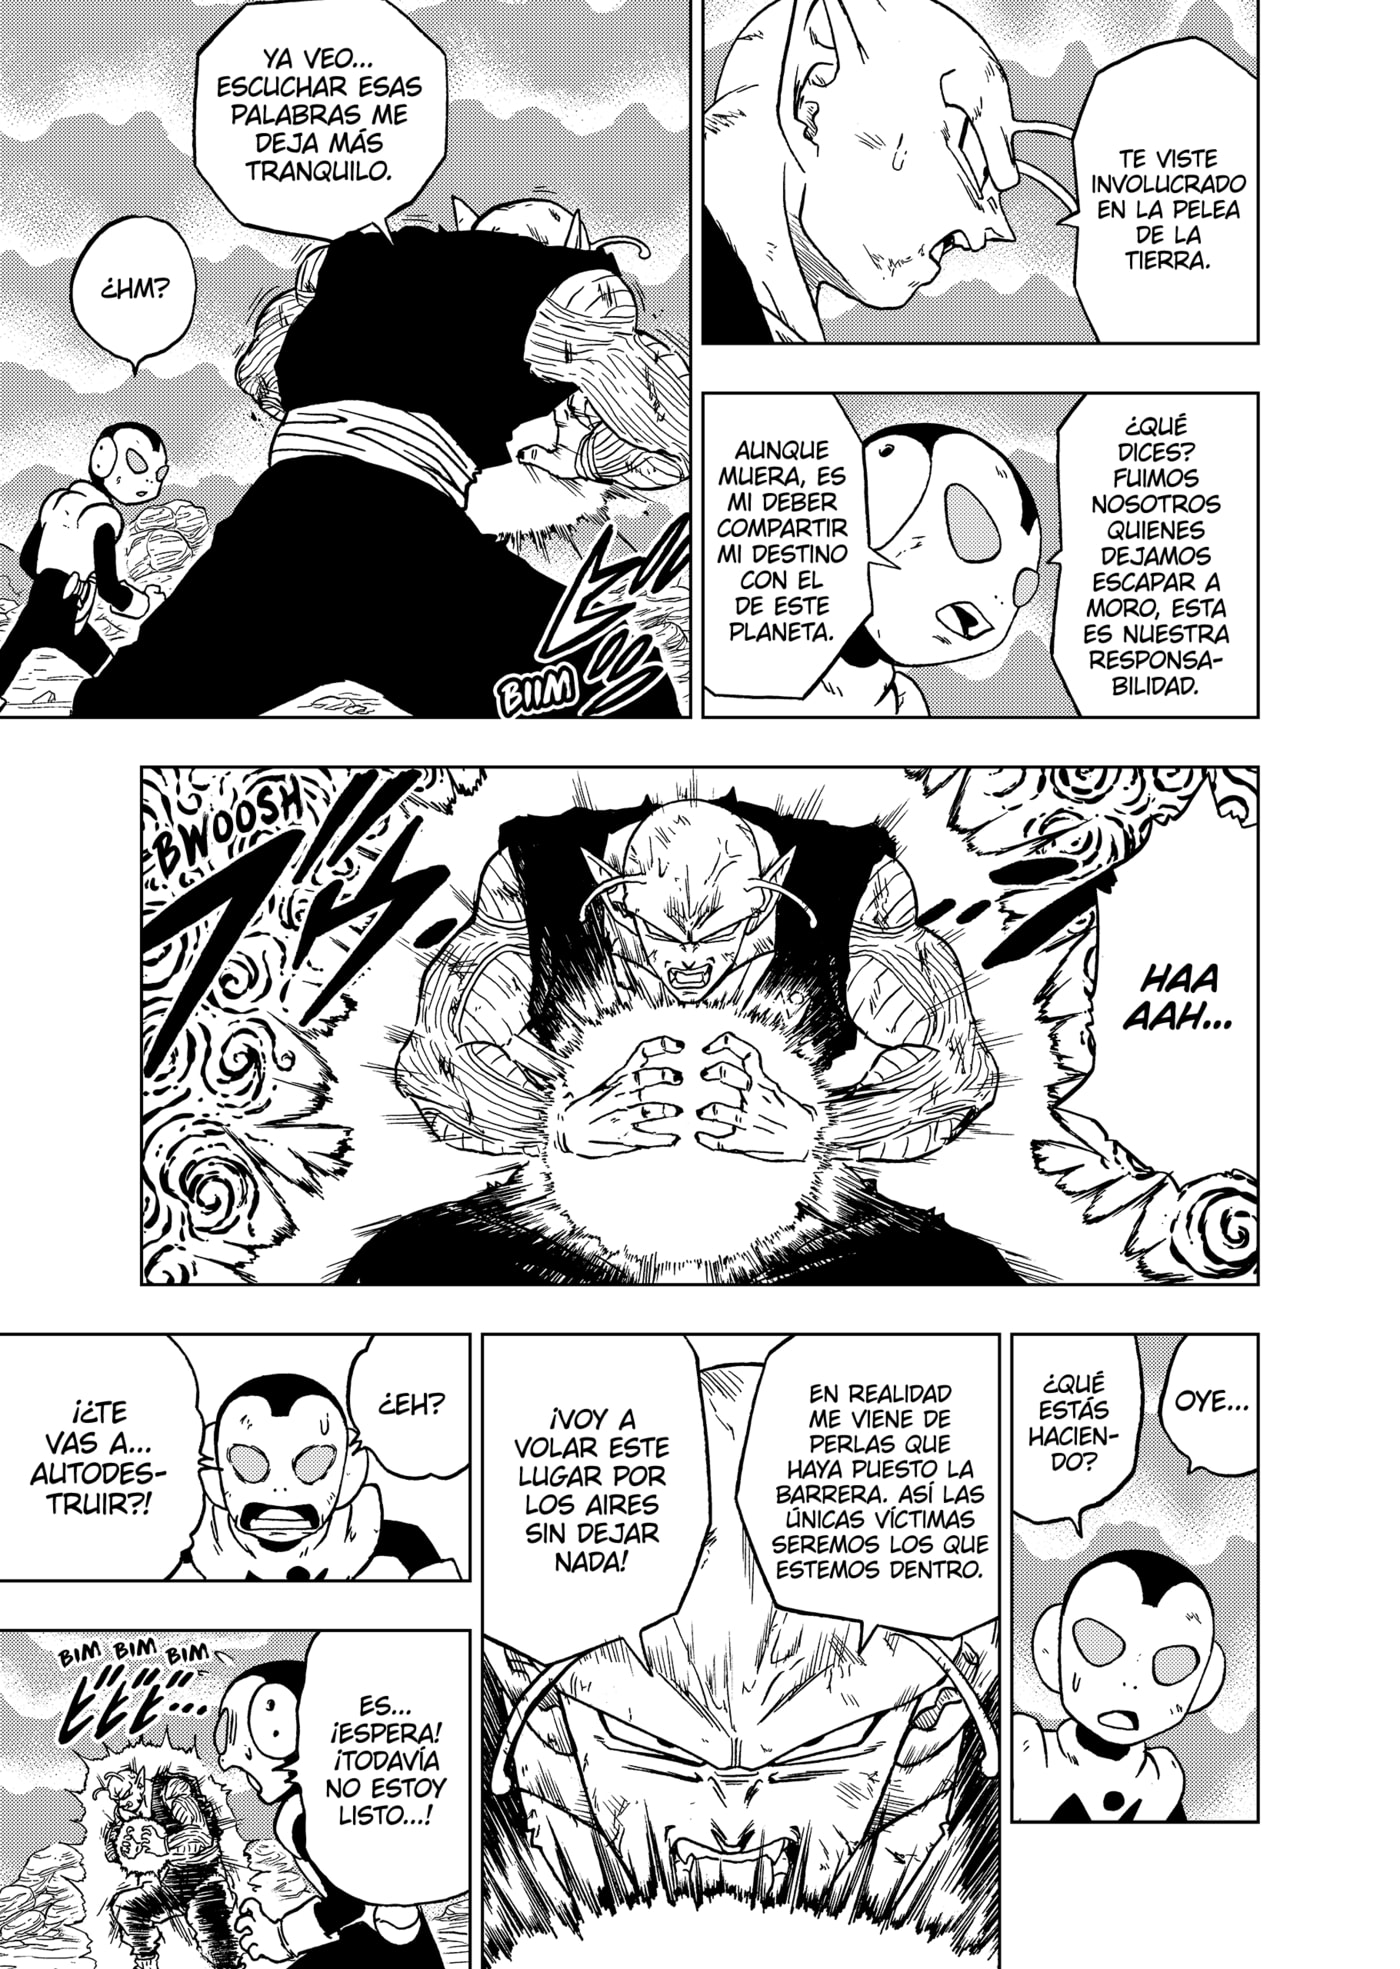 TE VISTE
INVOLUCRADO
EN LA PELEA
DE LA
TIERRA.
¿QUÉ
DICES?
FUIMOS
NOSOTROS
QUIENES
DEJAMOS
ESCAPAR A
MORO, ESTA
ES NUESTRA
RESPONSA-
BILIDAD.
AUNQUE
MUERA, ES
MI DEBER
COMPARTIR
MI DESTINO
CON EL
DE ESTE
PLANETA.
YA VEO...
ESCUCHAR ESAS
PALABRAS ME
DEJA MÁS
TRANQUILO.
¿HM?
BIIM
HAA
AAH...
BWOOSH
OYE...
¿QUÉ
ESTÁS
HACIEN-
DO?
EN REALIDAD
ME VIENE DE
PERLAS QUE
HAYA PUESTO LA
BARRERA. ASÍ LAS
ÚNICAS VÍCTIMAS
SEREMOS LOS QUE
ESTEMOS DENTRO.
¡VOY A
VOLAR ESTE
LUGAR POR
LOS AIRES
SIN DEJAR
NADA!
¿EH?
¡¿TE
VAS A...
AUTODES-
TRUIR?!
BIM BIM BIM
ビビビ...
ES...
¡ESPERA!
¡TODAVÍA
NO ESTOY
LISTO...!